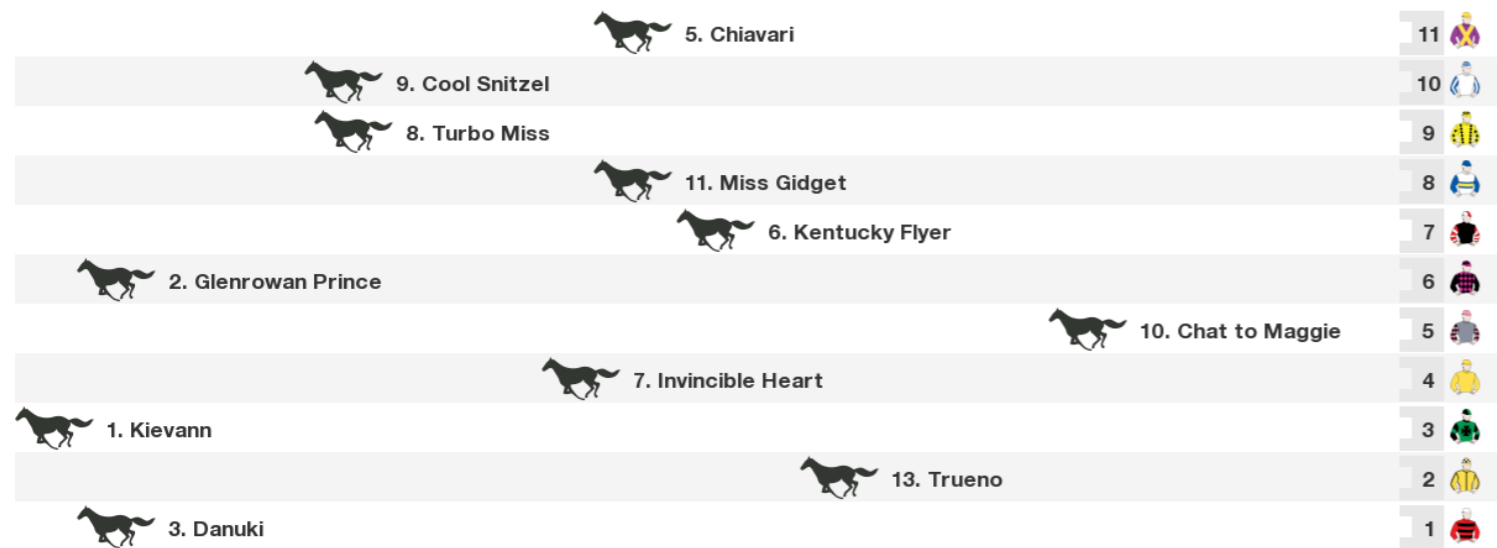 5. Chiavari 11
9. Cool Snitzel 10
8. Turbo Miss 9
11. Miss Gidget 8
6. Kentucky Flyer 7
2. Glenrowan Prince 6
10. Chat to Maggie 5
7. Invincible Heart 4
1. Kievann 3
13. Trueno 2
3. Danuki 1